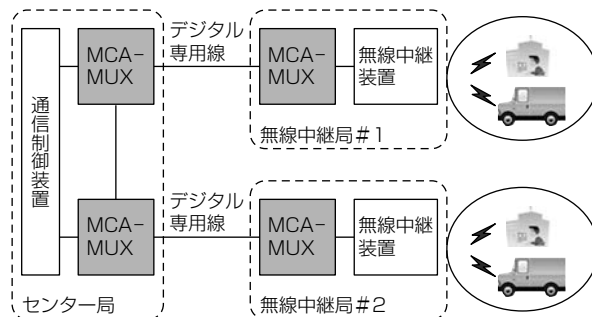 デジタル
専用線
MCA-
MUX
MCA-
MUX
無線中継
装置
無線中継局#1
通信制御装置
デジタル
専用線
MCA-
MUX
MCA-
MUX
無線中継
装置
センター局
無線中継局#2